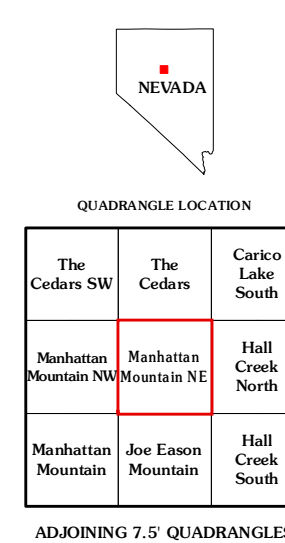 NEVADA
QUADRANGLE LOCATION
The
Cedars SW
The
Cedars
Carico
Lake
South
Manhattan
Mountain NW
Manhattan
Mountain NE
Hall
Creek
North
Manhattan
Mountain
Joe Eason
Mountain
Hall
Creek
South
ADJOINING 7.5' QUADRANGLES